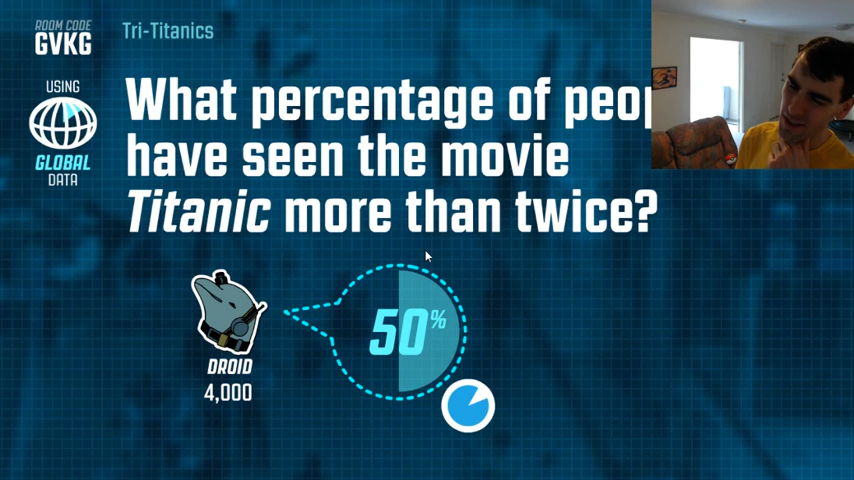 ROOM CODE
GVKG
Tri-Titanics
USING
GLOBAL
DATA
What percentage of
have seen the movie
Titanic more than twice?
50%
DROID
4,000